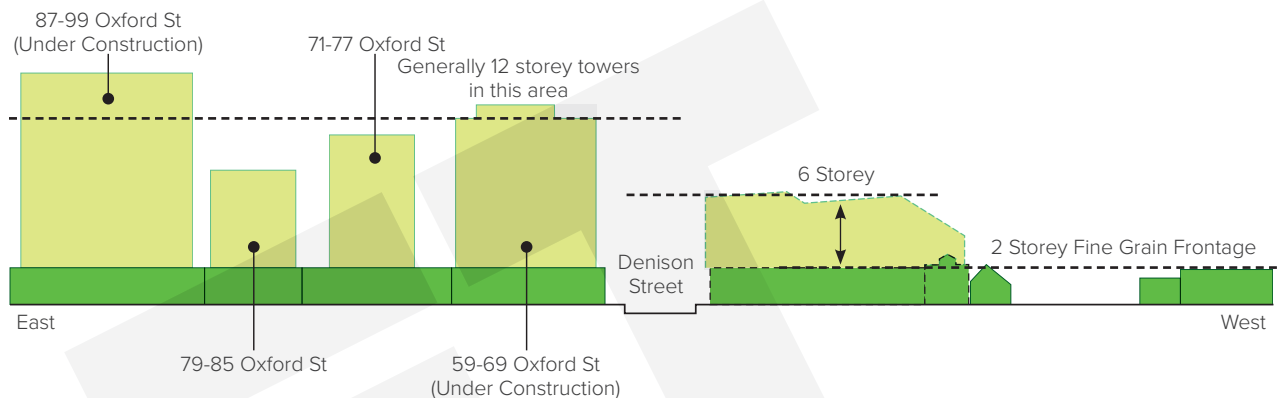 87-99 Oxford St
(Under Construction)
71-77 Oxford St
Generally 12 storey towers
in this area
6 Storey
2 Storey Fine Grain Frontage
Denison
Street
East
West
79-85 Oxford St
59-69 Oxford St
(Under Construction)